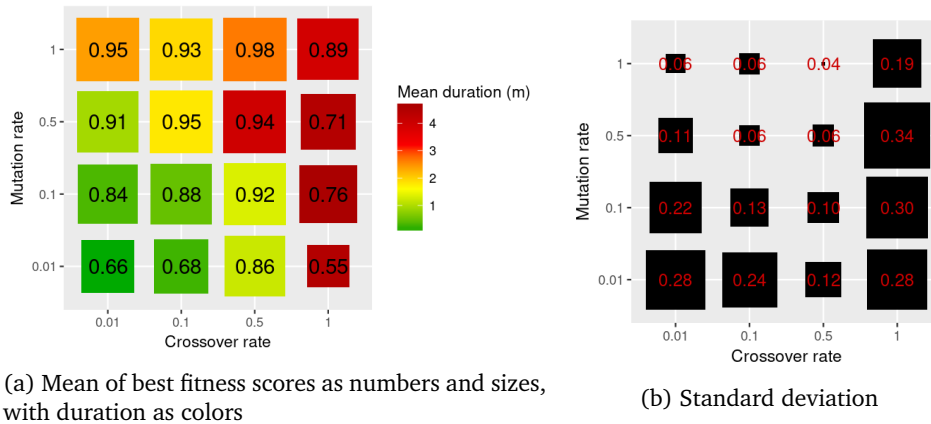 Mutation rate
1
0.5
0.1
0.01
0.95 0.93 0.98 0.89
0.91 0.95 0.94 0.71
0.84 0.88 0.92 0.76
0.66 0.68 0.86 0.55
0.01 0.1 0.5 1
Crossover rate
Mean duration (m)
4
3
2
1
(a) Mean of best fitness scores as numbers and sizes,
with duration as colors
Mutation rate
1
0.5
0.1
0.01
0.06 0.06 0.04 0.19
0.11 0.06 0.06 0.34
0.22 0.13 0.10 0.30
0.28 0.24 0.12 0.28
0.01 0.1 0.5 1
Crossover rate
(b) Standard deviation